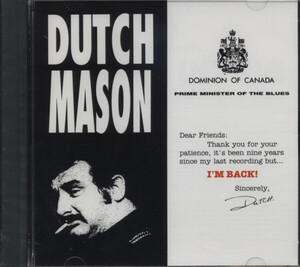 DUTCH
MASON
DOMINION OF CANADA
PRIME MINISTER OF THE BLUES
Dear Friends:
Thank you for your
patience, it's been nine years
since my last recording but...
I'M BACK!
Sincerely,
DUTCH.